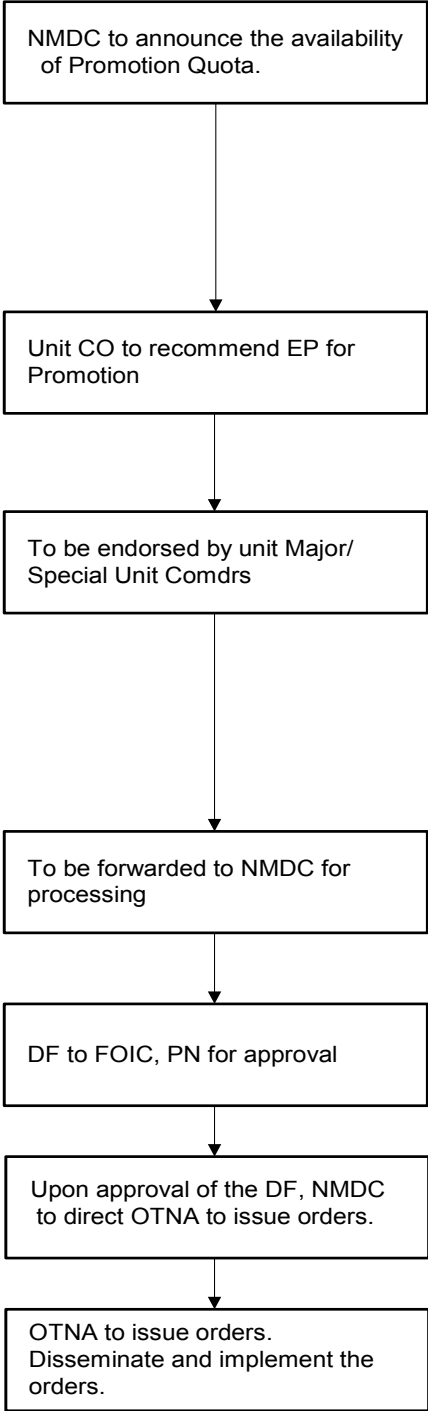 NMDC to announce the availability
of Promotion Quota.
Unit CO to recommend EP for
Promotion
To be endorsed by unit Major/
Special Unit Comdrs
To be forwarded to NMDC for
processing
DF to FOIC, PN for approval
Upon approval of the DF, NMDC
to direct OTNA to issue orders.
OTNA to issue orders.
Disseminate and implement the
orders.